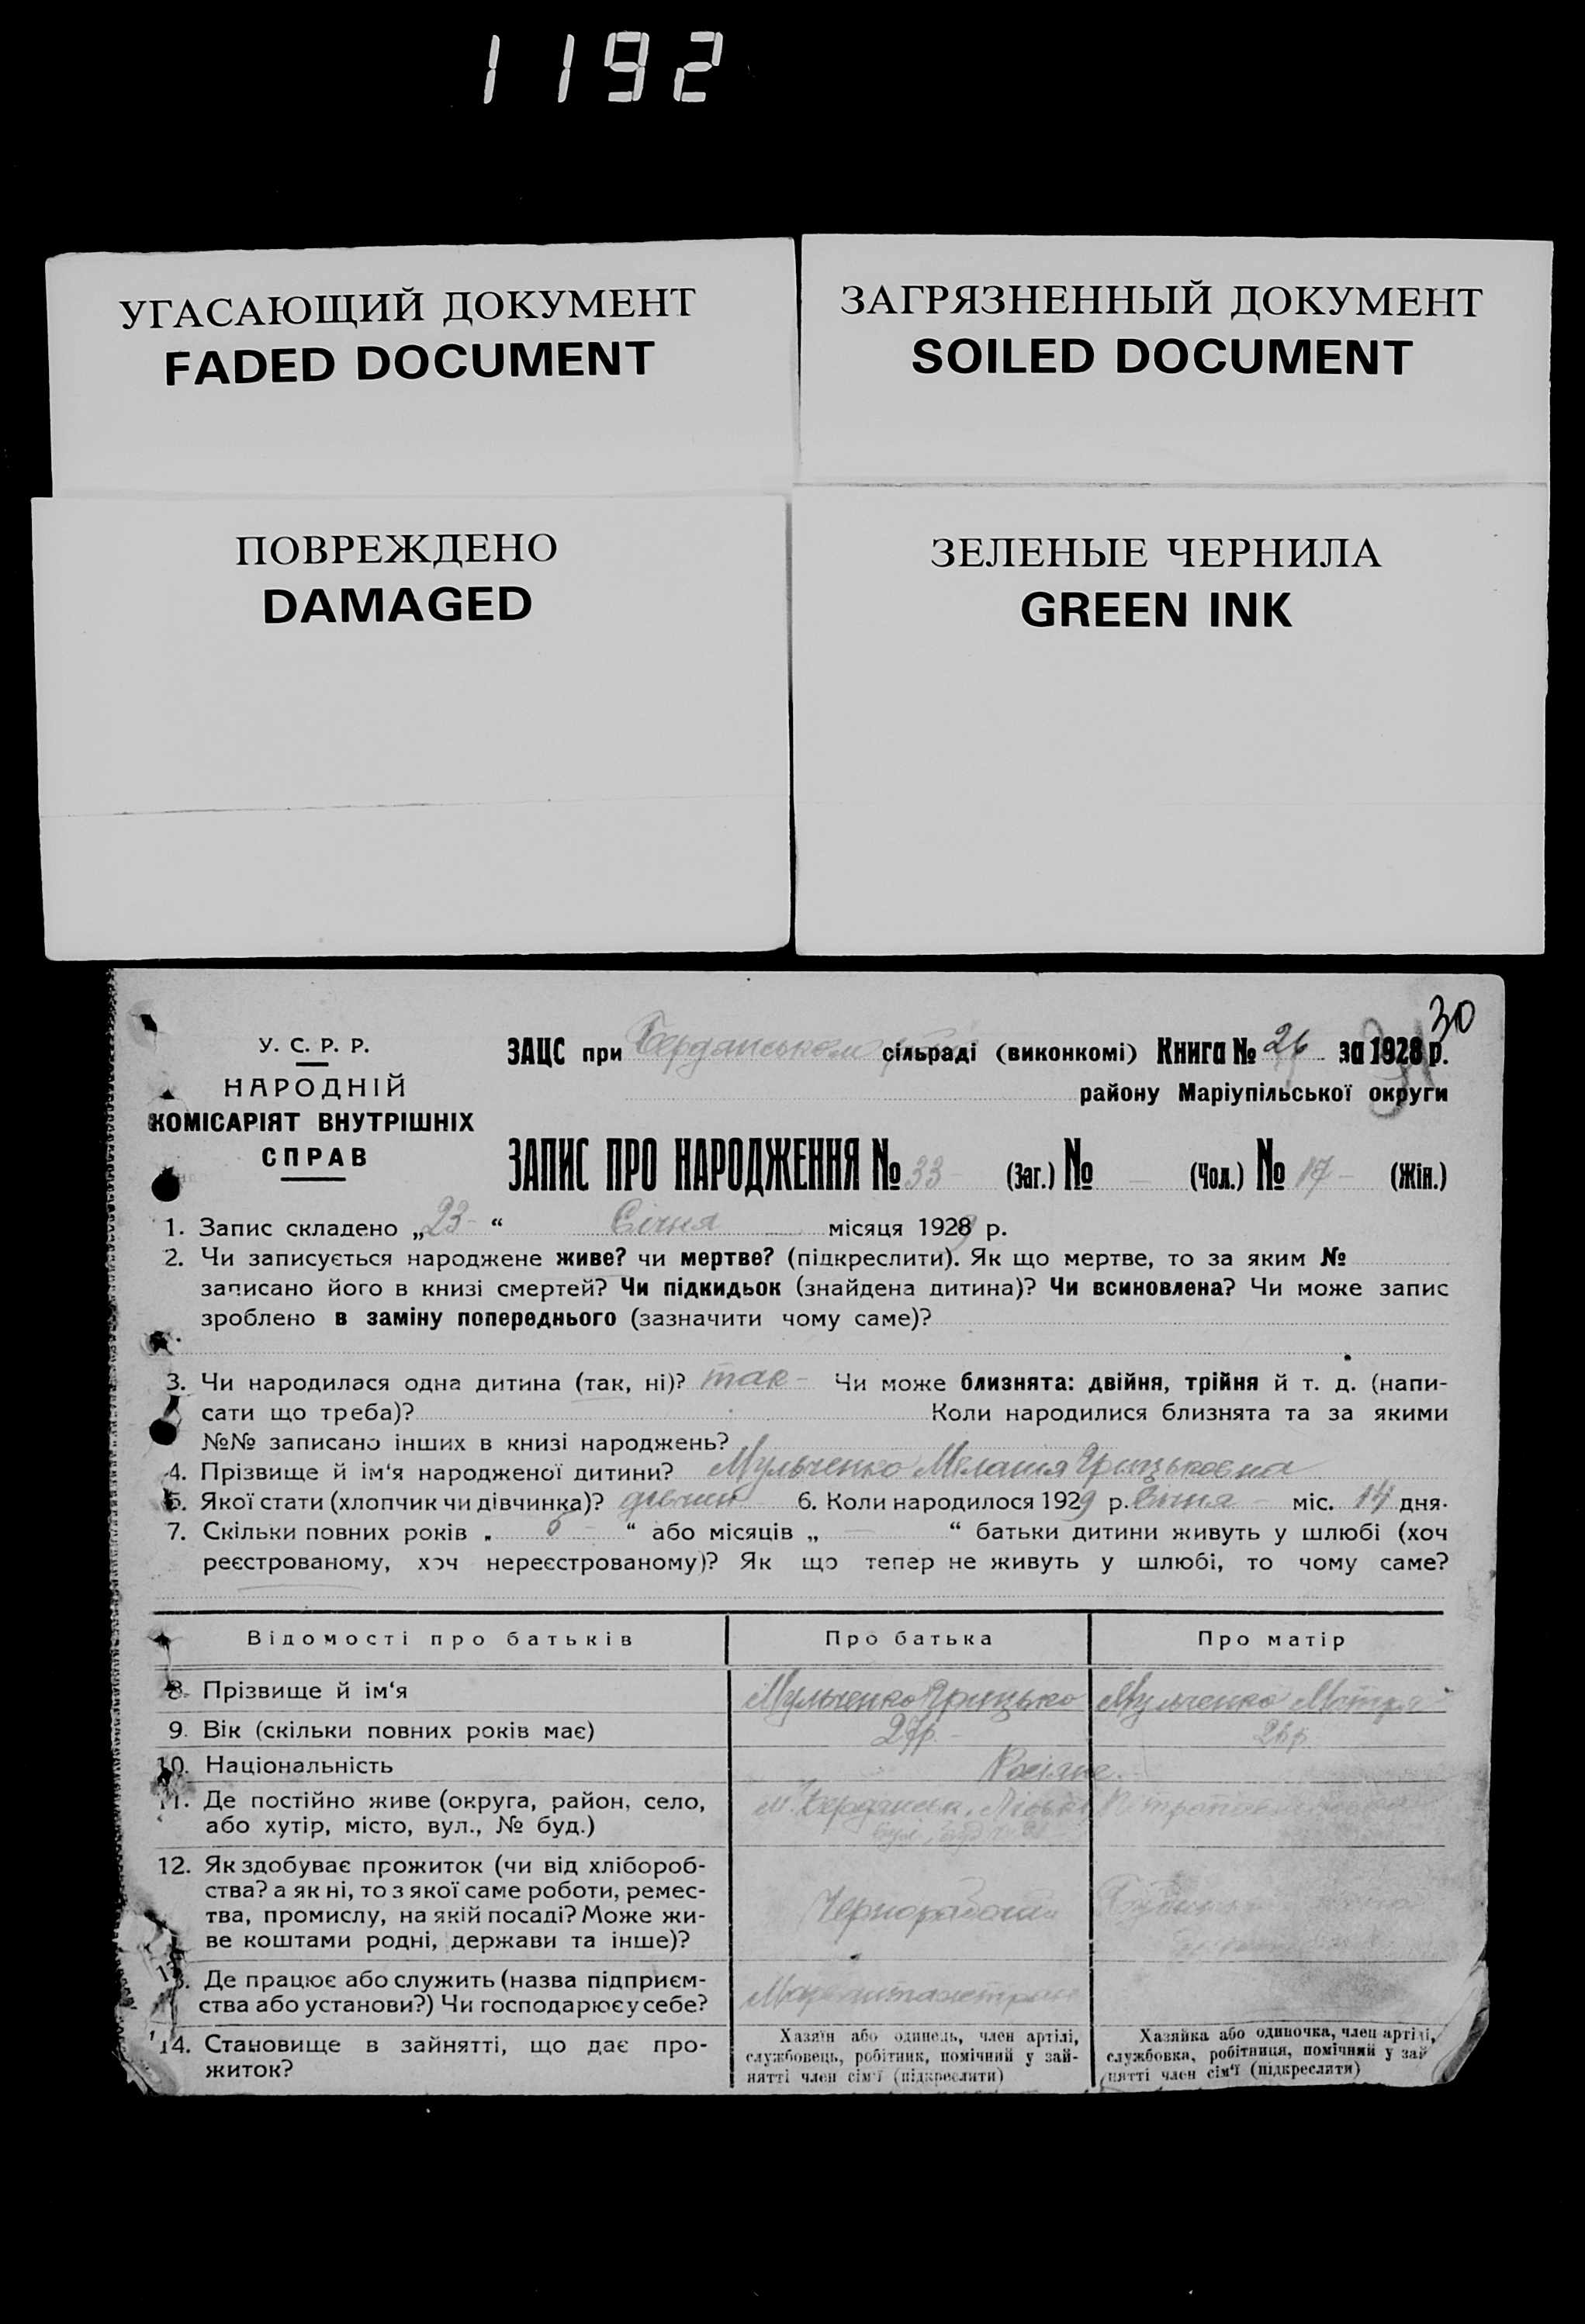 1192
УГАСАЮЩИЙ ДОКУМЕНТ
FADED DOCUMENT
ЗАГРЯЗНЕННЫЙ ДОКУМЕНТ
SOILED DOCUMENT
ПОВРЕЖДЕНО
DAMAGED
ЗЕЛЕНЫЕ ЧЕРНИЛА
GREEN INK
30
У. С. Р. Р.
НАРОДНІЙ
КОМІСАРІЯТ ВНУТРІШНІХ
СПРАВ
ЗАЦС при Бердянському сільраді (виконкомі) Книга № 26 за 1928 р.
району Маріупільської округи
ЗАПИС ПРО НАРОДЖЕННЯ № 33 (Заг.) № — (Чол.) № 17 — (Жін.)
1. Запис складено „23“ Січня місяця 1929 р.
2. Чи записується народжене живе? чи мертве? (підкреслити). Як що мертве, то за яким №
записано його в книзі смертей? Чи підкидьок (знайдена дитина)? Чи всиновлена? Чи може запис
зроблено в заміну попереднього (зазначити чому саме)?
3. Чи народилася одна дитина (так, ні)? так – Чи може близнята: двійня, трійня й т. д. (напи-
сати що треба)? Коли народилися близнята та за якими
№№ записано інших в книзі народжень?
4. Прізвище й ім‘я народженої дитини? Мульченко Меланія Грицьковна
5. Якої стати (хлопчик чи дівчинка)? дівчин 6. Коли народилося 1929 р. Січня – міс. 14 дня.
7. Скільки повних років „ 6 – “ або місяців „ — “ батьки дитини живуть у шлюбі (хоч
реєстрованому, хоч нереєстрованому)? Як що тепер не живуть у шлюбі, то чому саме?
Відомості про батьків Про батька Про матір
8. Прізвище й ім‘я Мульченко Грицько Мульченко Мотря
9. Вік (скільки повних років має) 27р. – 26р.
10. Національність Росіяне.
11. Де постійно живе (округа, район, село,
або хутір, місто, вул., № буд.) м. Бердянськ,
12. Як здобуває прожиток (чи від хлібороб-
ства? а як ні, то з якої саме роботи, ремес-
тва, промислу, на якій посаді? Може жи-
ве коштами родні, держави та інше)? Чернорабочий
13. Де працює або служить (назва підприєм-
ства або установи?) Чи господарює у себе?
14. Становище в зайнятті, що дає про-
житок?
Хазяїн або одинець, член артілі,
службовець, робітник, помічний у зай-
нятті член сім‘ї (підкреслити)
Хазяйка або одиночка, член артілі,
службовка, робітниця, помічний у зай
нятті член сім‘ї (підкреслити)